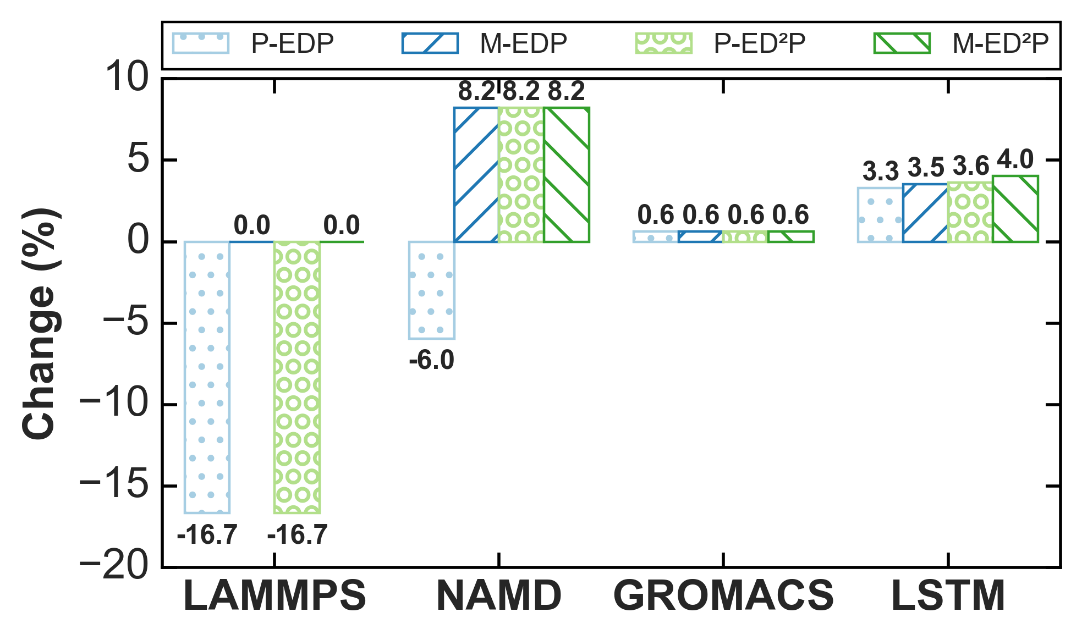 P-EDP M-EDP P-ED²P M-ED²P
10
8.2 8.2 8.2
5
3.3 3.5 3.6 4.0
0.0 0.0
0.6 0.6 0.6 0.6
0
Change (%)
−5
-6.0
−10
−15
-16.7 -16.7
−20
LAMMPS NAMD GROMACS LSTM